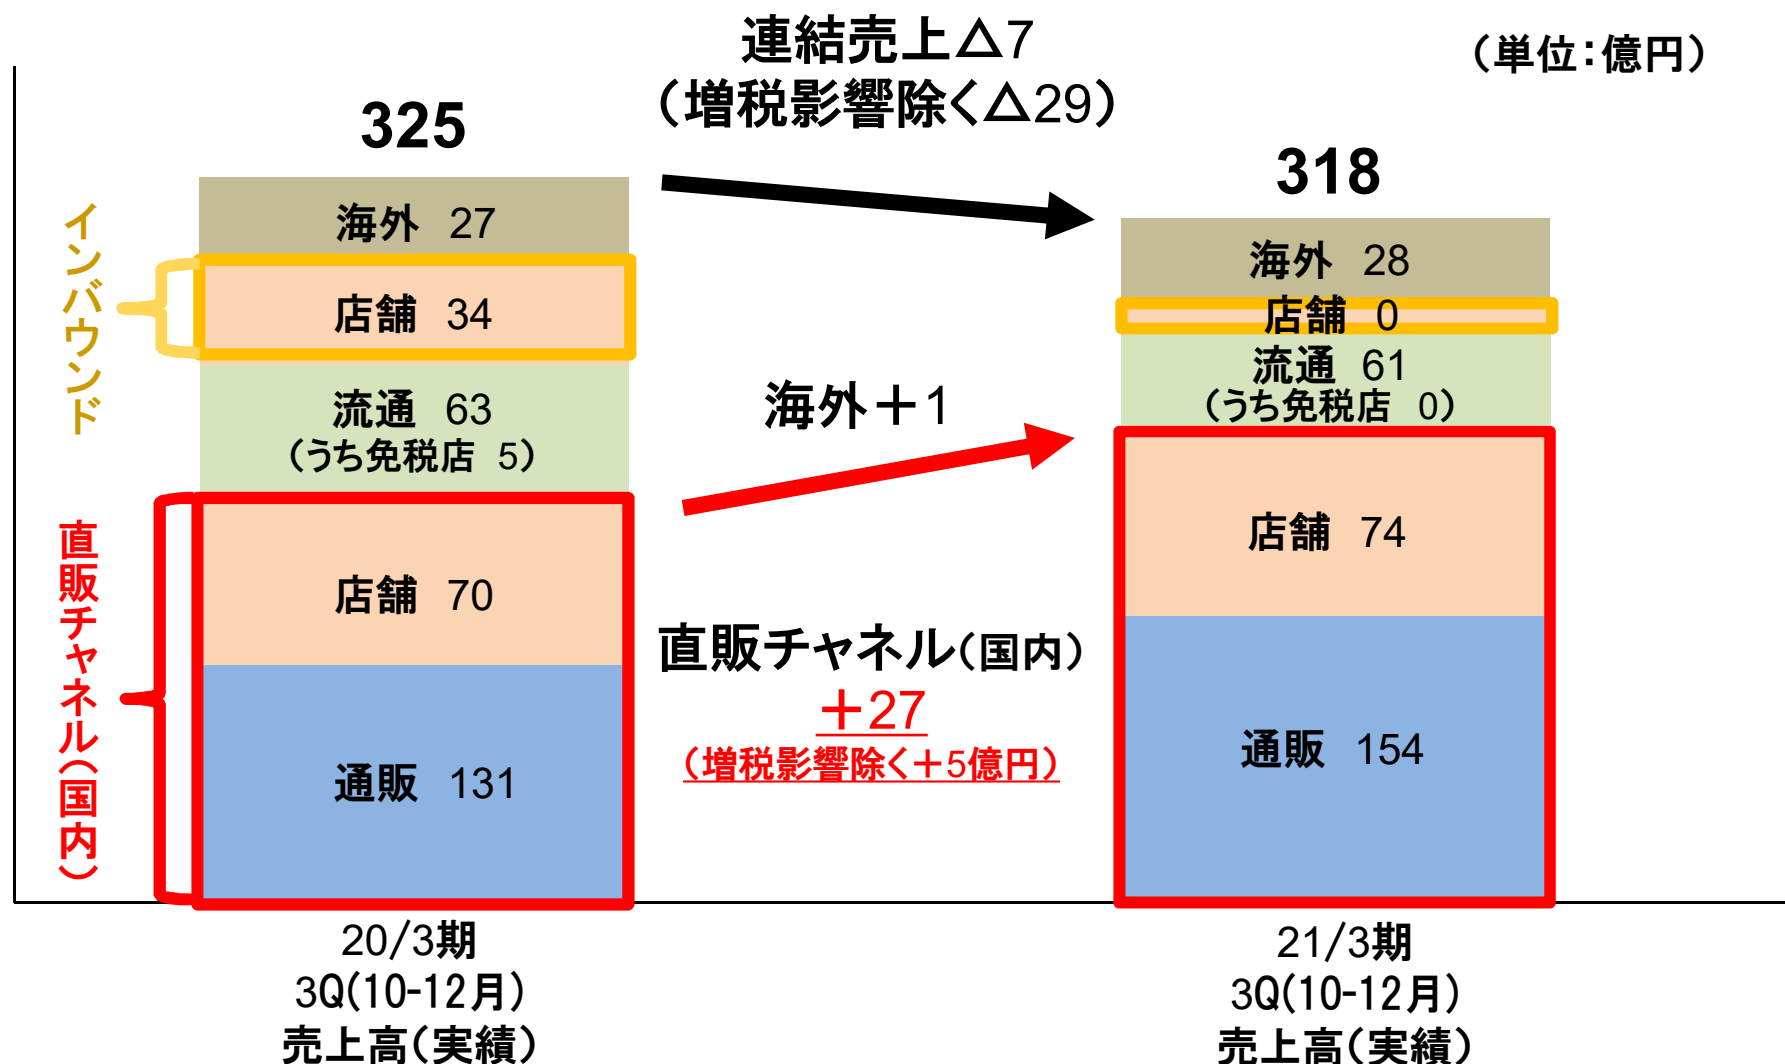 連結売上△7
（増税影響除く△29）
（単位：億円）
325
318
インバウンド
海外 27
店舗 34
流通 63
（うち免税店 5）
直販チャネル（国内）
店舗 70
通販 131
海外＋1
直販チャネル（国内）
＋27
（増税影響除く＋5億円）
海外 28
店舗 0
流通 61
（うち免税店 0）
店舗 74
通販 154
20/3期
3Q(10-12月)
売上高（実績）
21/3期
3Q(10-12月)
売上高（実績）